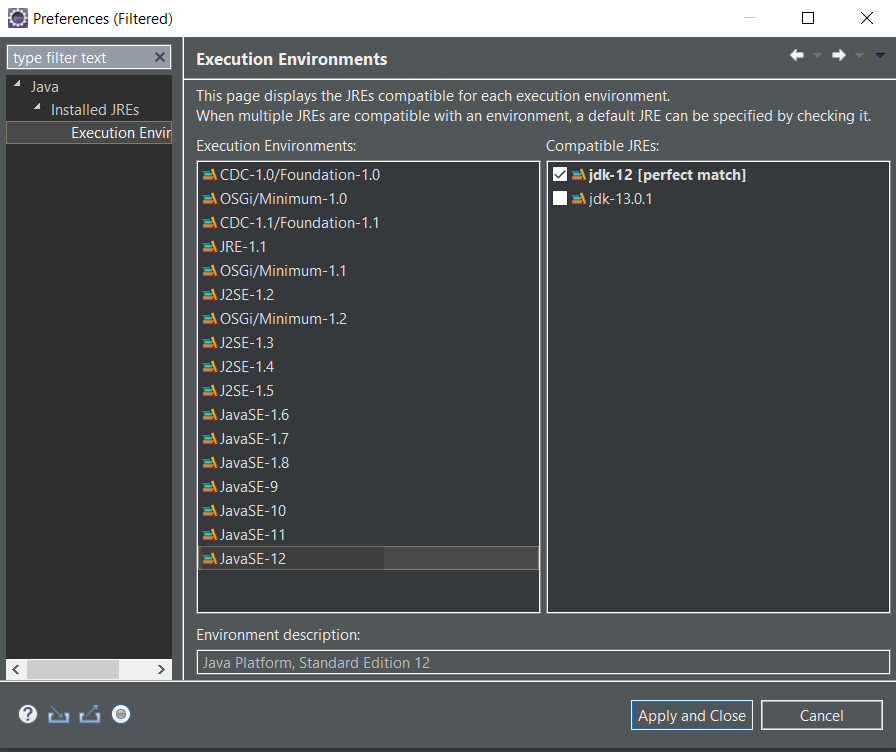 Preferences (Filtered)
type filter text
Java
Installed JREs
Execution Envir
Execution Environments
This page displays the JREs compatible for each execution environment.
When multiple JREs are compatible with an environment, a default JRE can be specified by checking it.
Execution Environments:
CDC-1.0/Foundation-1.0
OSGi/Minimum-1.0
CDC-1.1/Foundation-1.1
JRE-1.1
OSGi/Minimum-1.1
J2SE-1.2
OSGi/Minimum-1.2
J2SE-1.3
J2SE-1.4
J2SE-1.5
JavaSE-1.6
JavaSE-1.7
JavaSE-1.8
JavaSE-9
JavaSE-10
JavaSE-11
JavaSE-12
Compatible JREs:
jdk-12 [perfect match]
jdk-13.0.1
Environment description:
Java Platform, Standard Edition 12
Apply and Close
Cancel